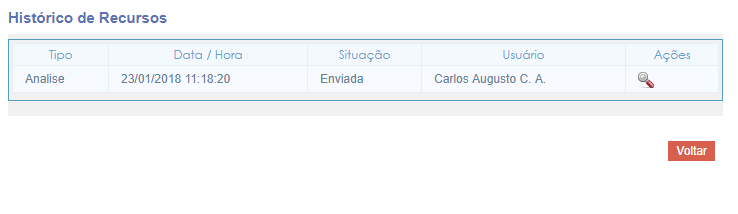 Histórico de Recursos
Tipo Data / Hora Situação Usuário Ações
Analise 23/01/2018 11:18:20 Enviada Carlos Augusto C. A.
Voltar